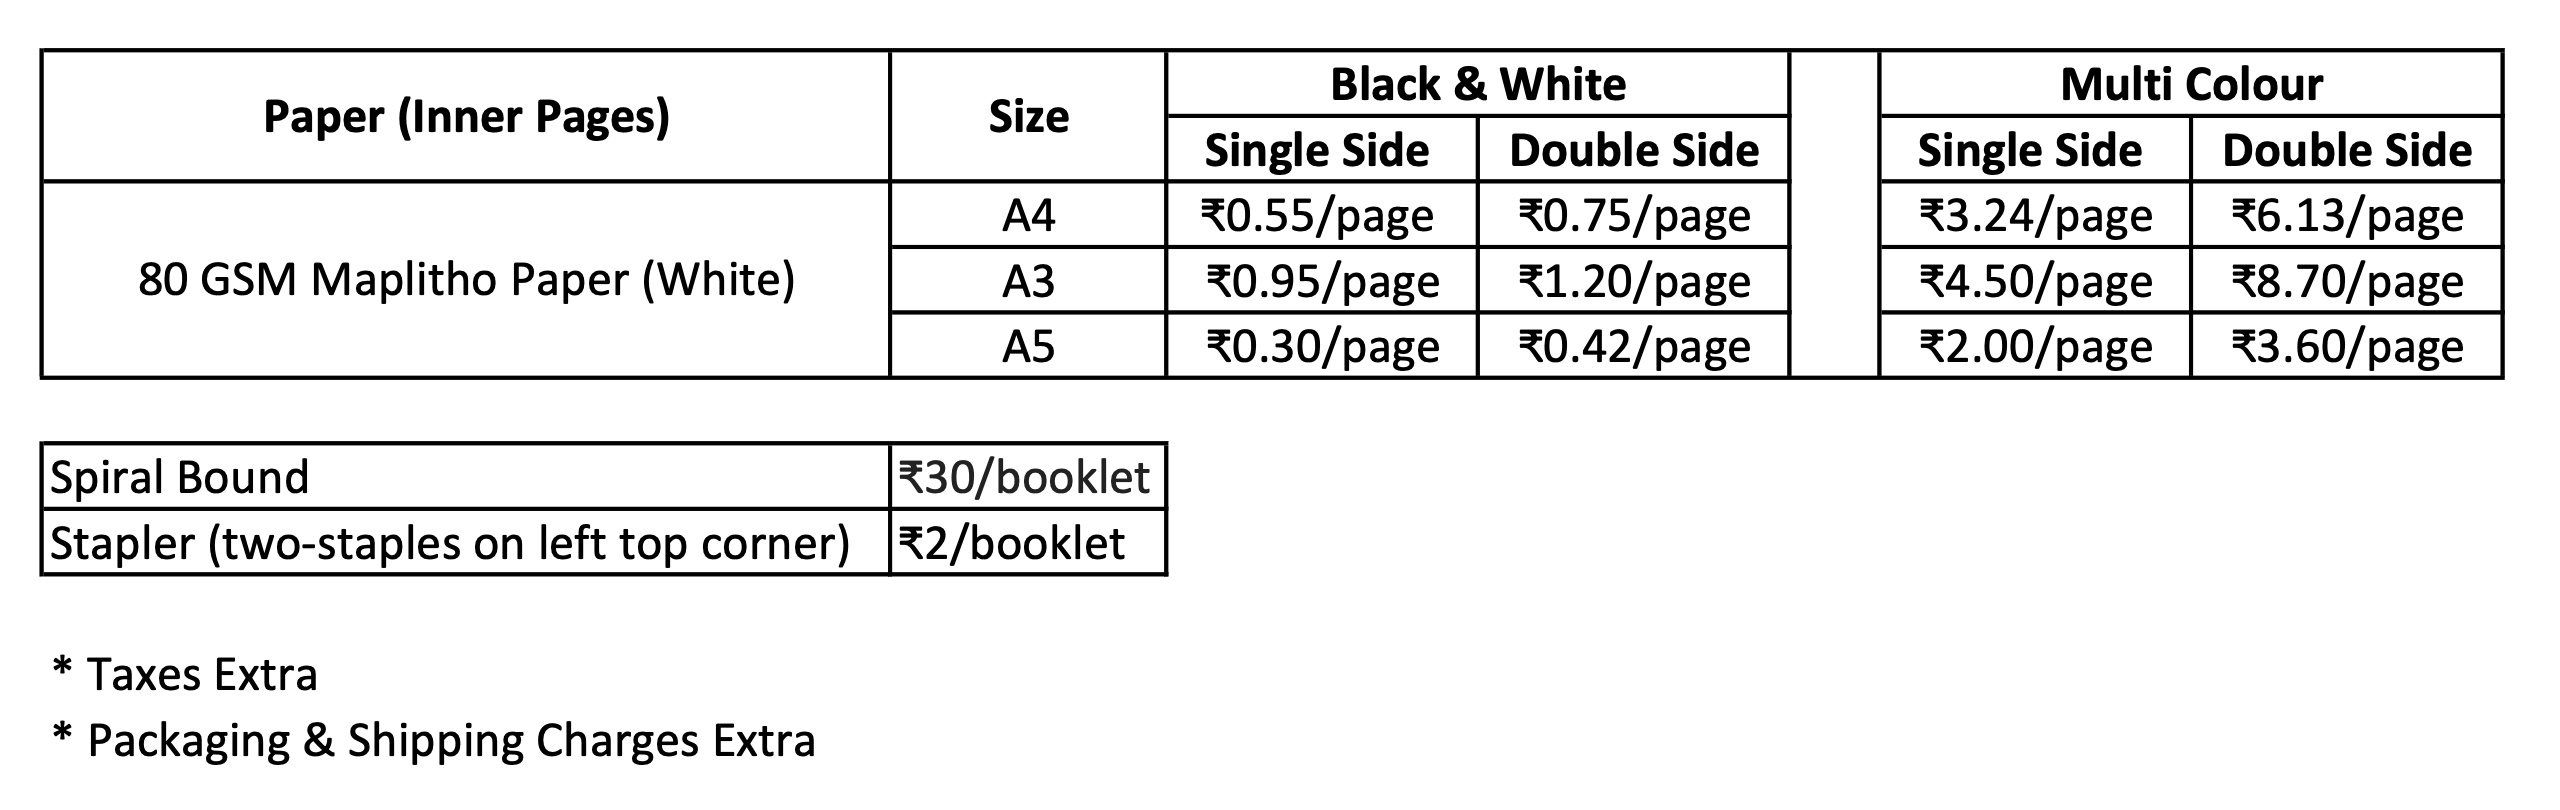 Paper (Inner Pages) Size Black & White Multi Colour
Single Side Double Side Single Side Double Side
80 GSM Maplitho Paper (White)
A4 ₹0.55/page ₹0.75/page ₹3.24/page ₹6.13/page
A3 ₹0.95/page ₹1.20/page ₹4.50/page ₹8.70/page
A5 ₹0.30/page ₹0.42/page ₹2.00/page ₹3.60/page
Spiral Bound ₹30/booklet
Stapler (two-staples on left top corner) ₹2/booklet
* Taxes Extra
* Packaging & Shipping Charges Extra